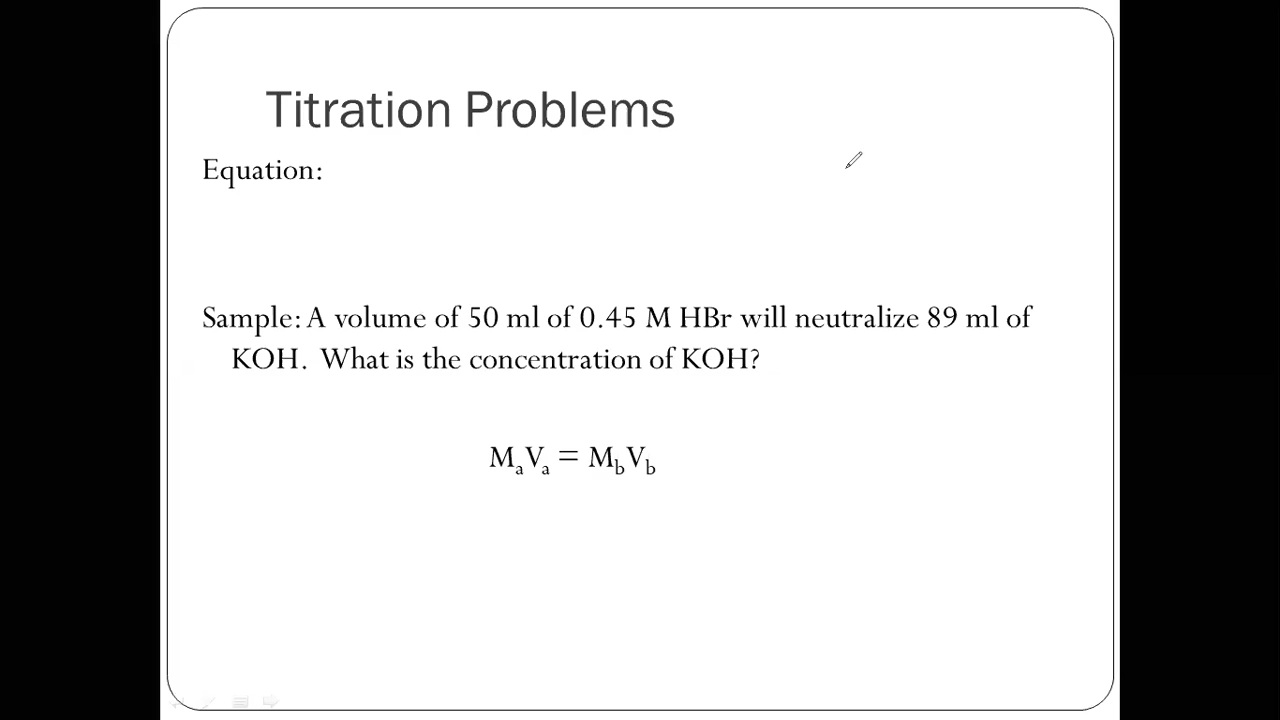 Titration Problems
Equation:
Sample: A volume of 50 ml of 0.45 M HBr will neutralize 89 ml of
KOH. What is the concentration of KOH?
MₐVₐ = M_bV_b